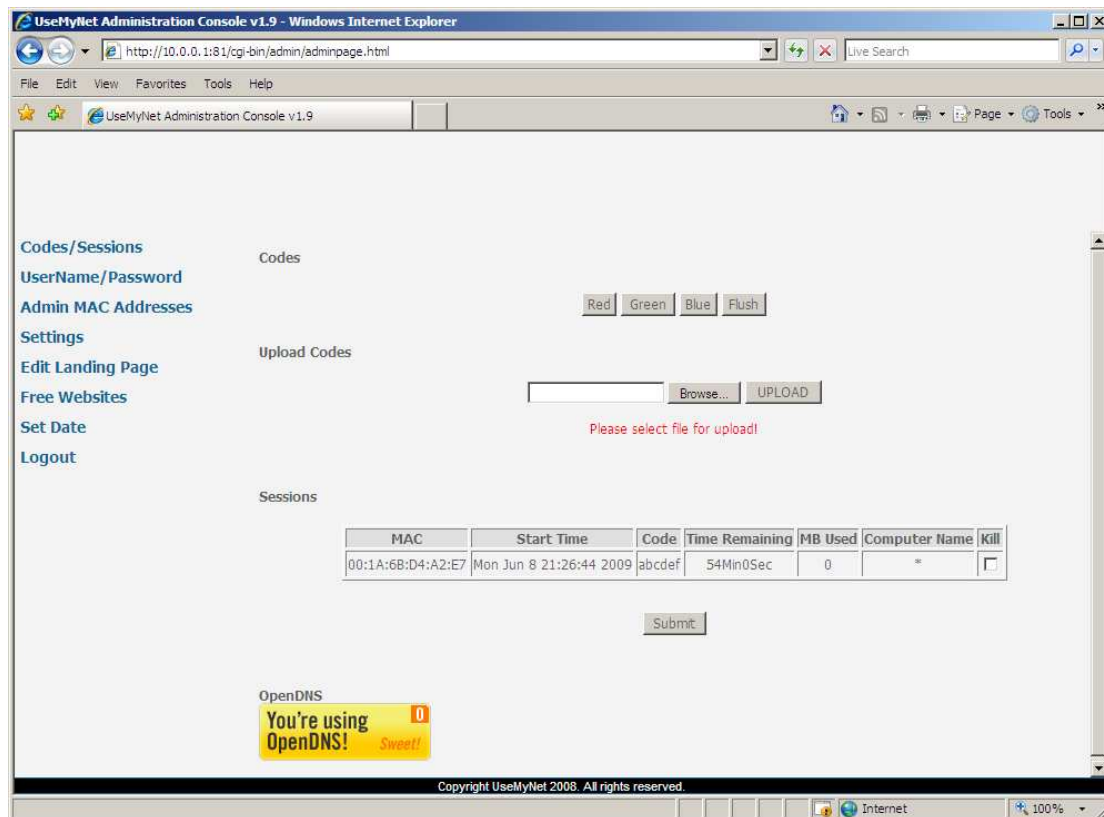 UseMyNet Administration Console v1.9 - Windows Internet Explorer
http://10.0.0.1:81/cgi-bin/admin/adminpage.html Live Search
File Edit View Favorites Tools Help
UseMyNet Administration Console v1.9 Page Tools »
Codes/Sessions
UserName/Password
Admin MAC Addresses
Settings
Edit Landing Page
Free Websites
Set Date
Logout
Codes
Red Green Blue Flush
Upload Codes
Browse... UPLOAD
Please select file for upload!
Sessions
MAC Start Time Code Time Remaining MB Used Computer Name Kill
00:1A:6B:D4:A2:E7 Mon Jun 8 21:26:44 2009 abcdef 54Min0Sec 0 *
Submit
OpenDNS
You're using 0
OpenDNS! Sweet!
Copyright UseMyNet 2008. All rights reserved.
Internet 100%